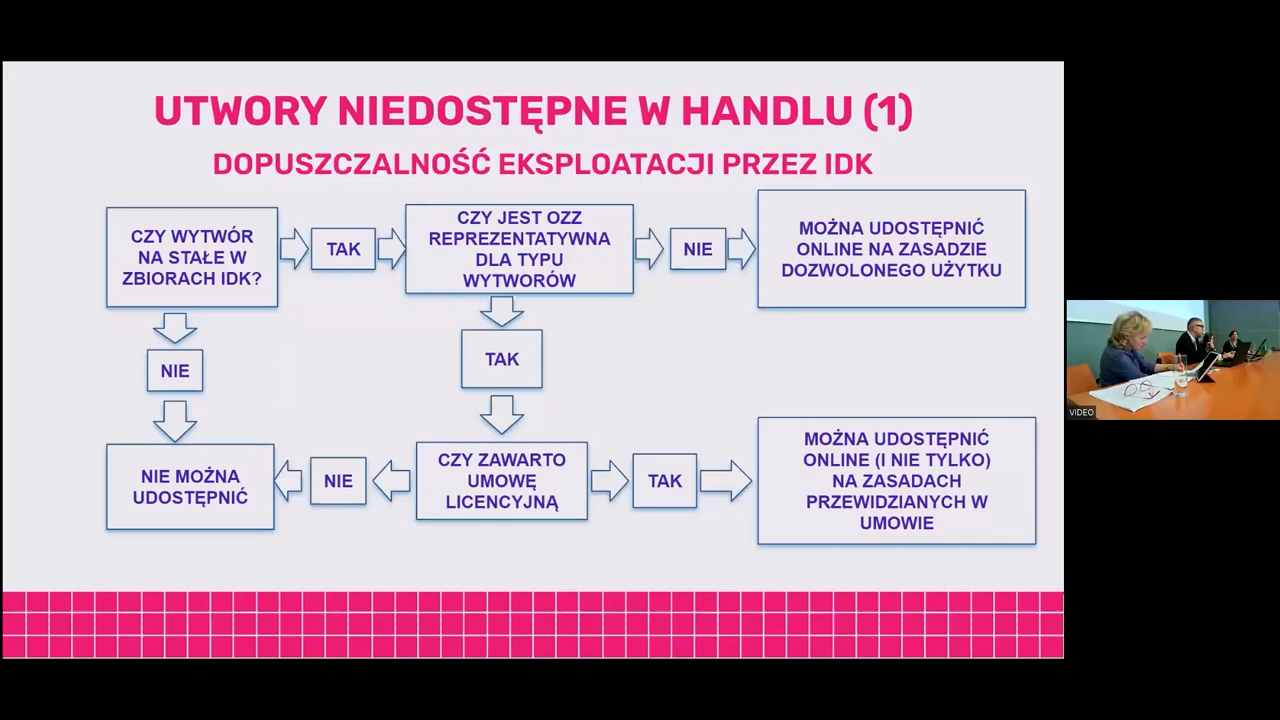 UTWORY NIEDOSTĘPNE W HANDLU (1)
DOPUSZCZALNOŚĆ EKSPLOATACJI PRZEZ IDK
CZY WYTWÓR
NA STAŁE W
ZBIORACH IDK?
TAK
CZY JEST OZZ
REPREZENTATYWNA
DLA TYPU
WYTWORÓW
NIE
MOŻNA UDOSTĘPNIĆ
ONLINE NA ZASADZIE
DOZWOLONEGO UŻYTKU
NIE
TAK
NIE MOŻNA
UDOSTĘPNIĆ
NIE
CZY ZAWARTO
UMOWĘ
LICENCYJNĄ
TAK
MOŻNA UDOSTĘPNIĆ
ONLINE (I NIE TYLKO)
NA ZASADACH
PRZEWIDZIANYCH W
UMOWIE
VIDEO